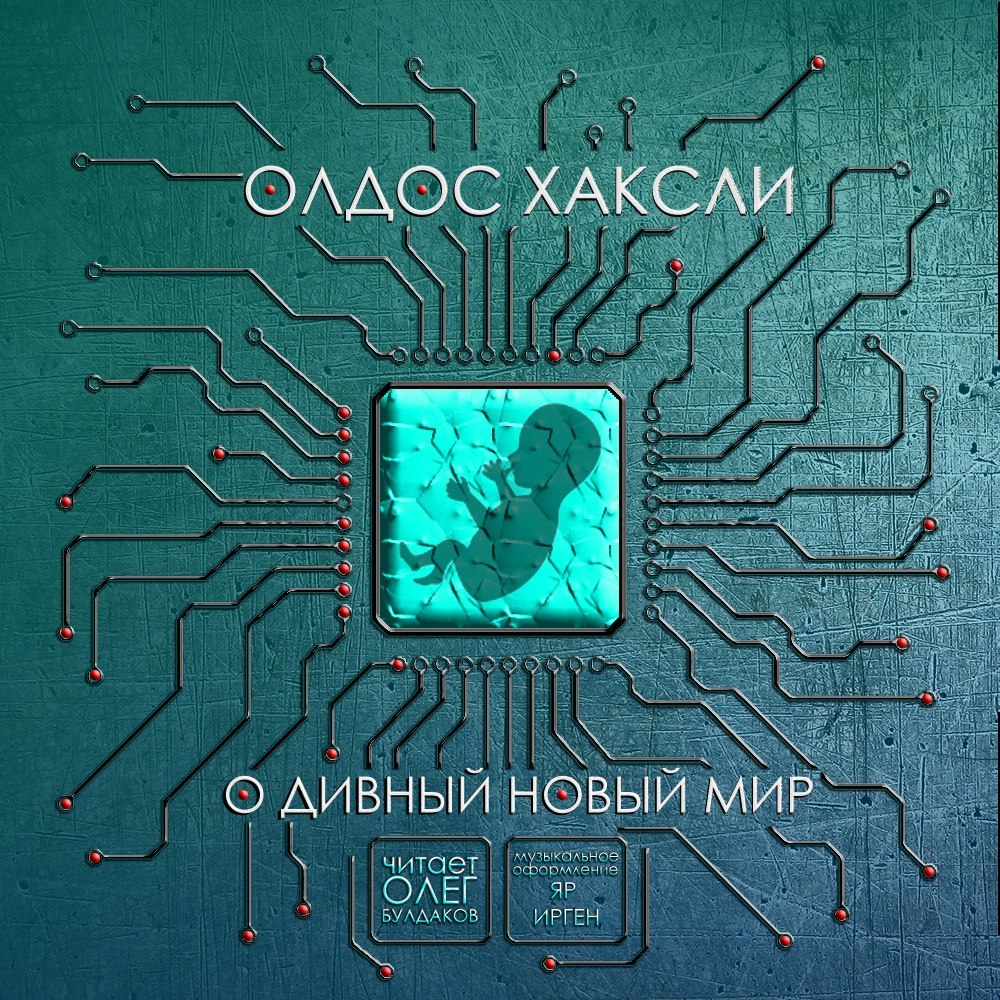 ОЛДОС ХАКСЛИ
О ДИВНЫЙ НОВЫЙ МИР
читает
ОЛЕГ
БУЛДАКОВ
музыкальное
оформление
ЯР
ИРГЕН